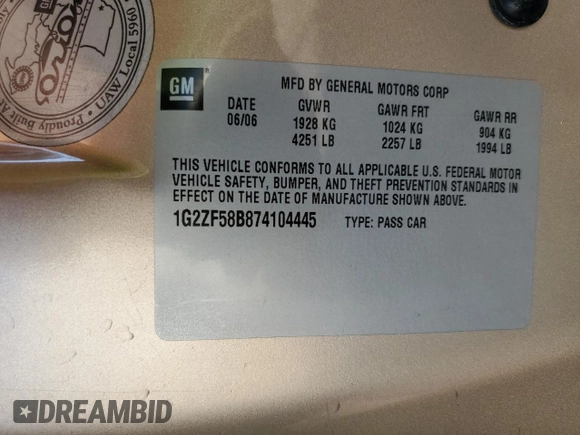 Proudly Built At
UAW Local 5960
GM
MFD BY GENERAL MOTORS CORP
DATE GVWR GAWR FRT GAWR RR
06/06 1928 KG 1024 KG 904 KG
4251 LB 2257 LB 1994 LB
THIS VEHICLE CONFORMS TO ALL APPLICABLE U.S. FEDERAL MOTOR
VEHICLE SAFETY, BUMPER, AND THEFT PREVENTION STANDARDS IN
EFFECT ON THE DATE OF MANUFACTURE SHOWN ABOVE.
1G2ZF58B874104445 TYPE: PASS CAR
DREAMBID